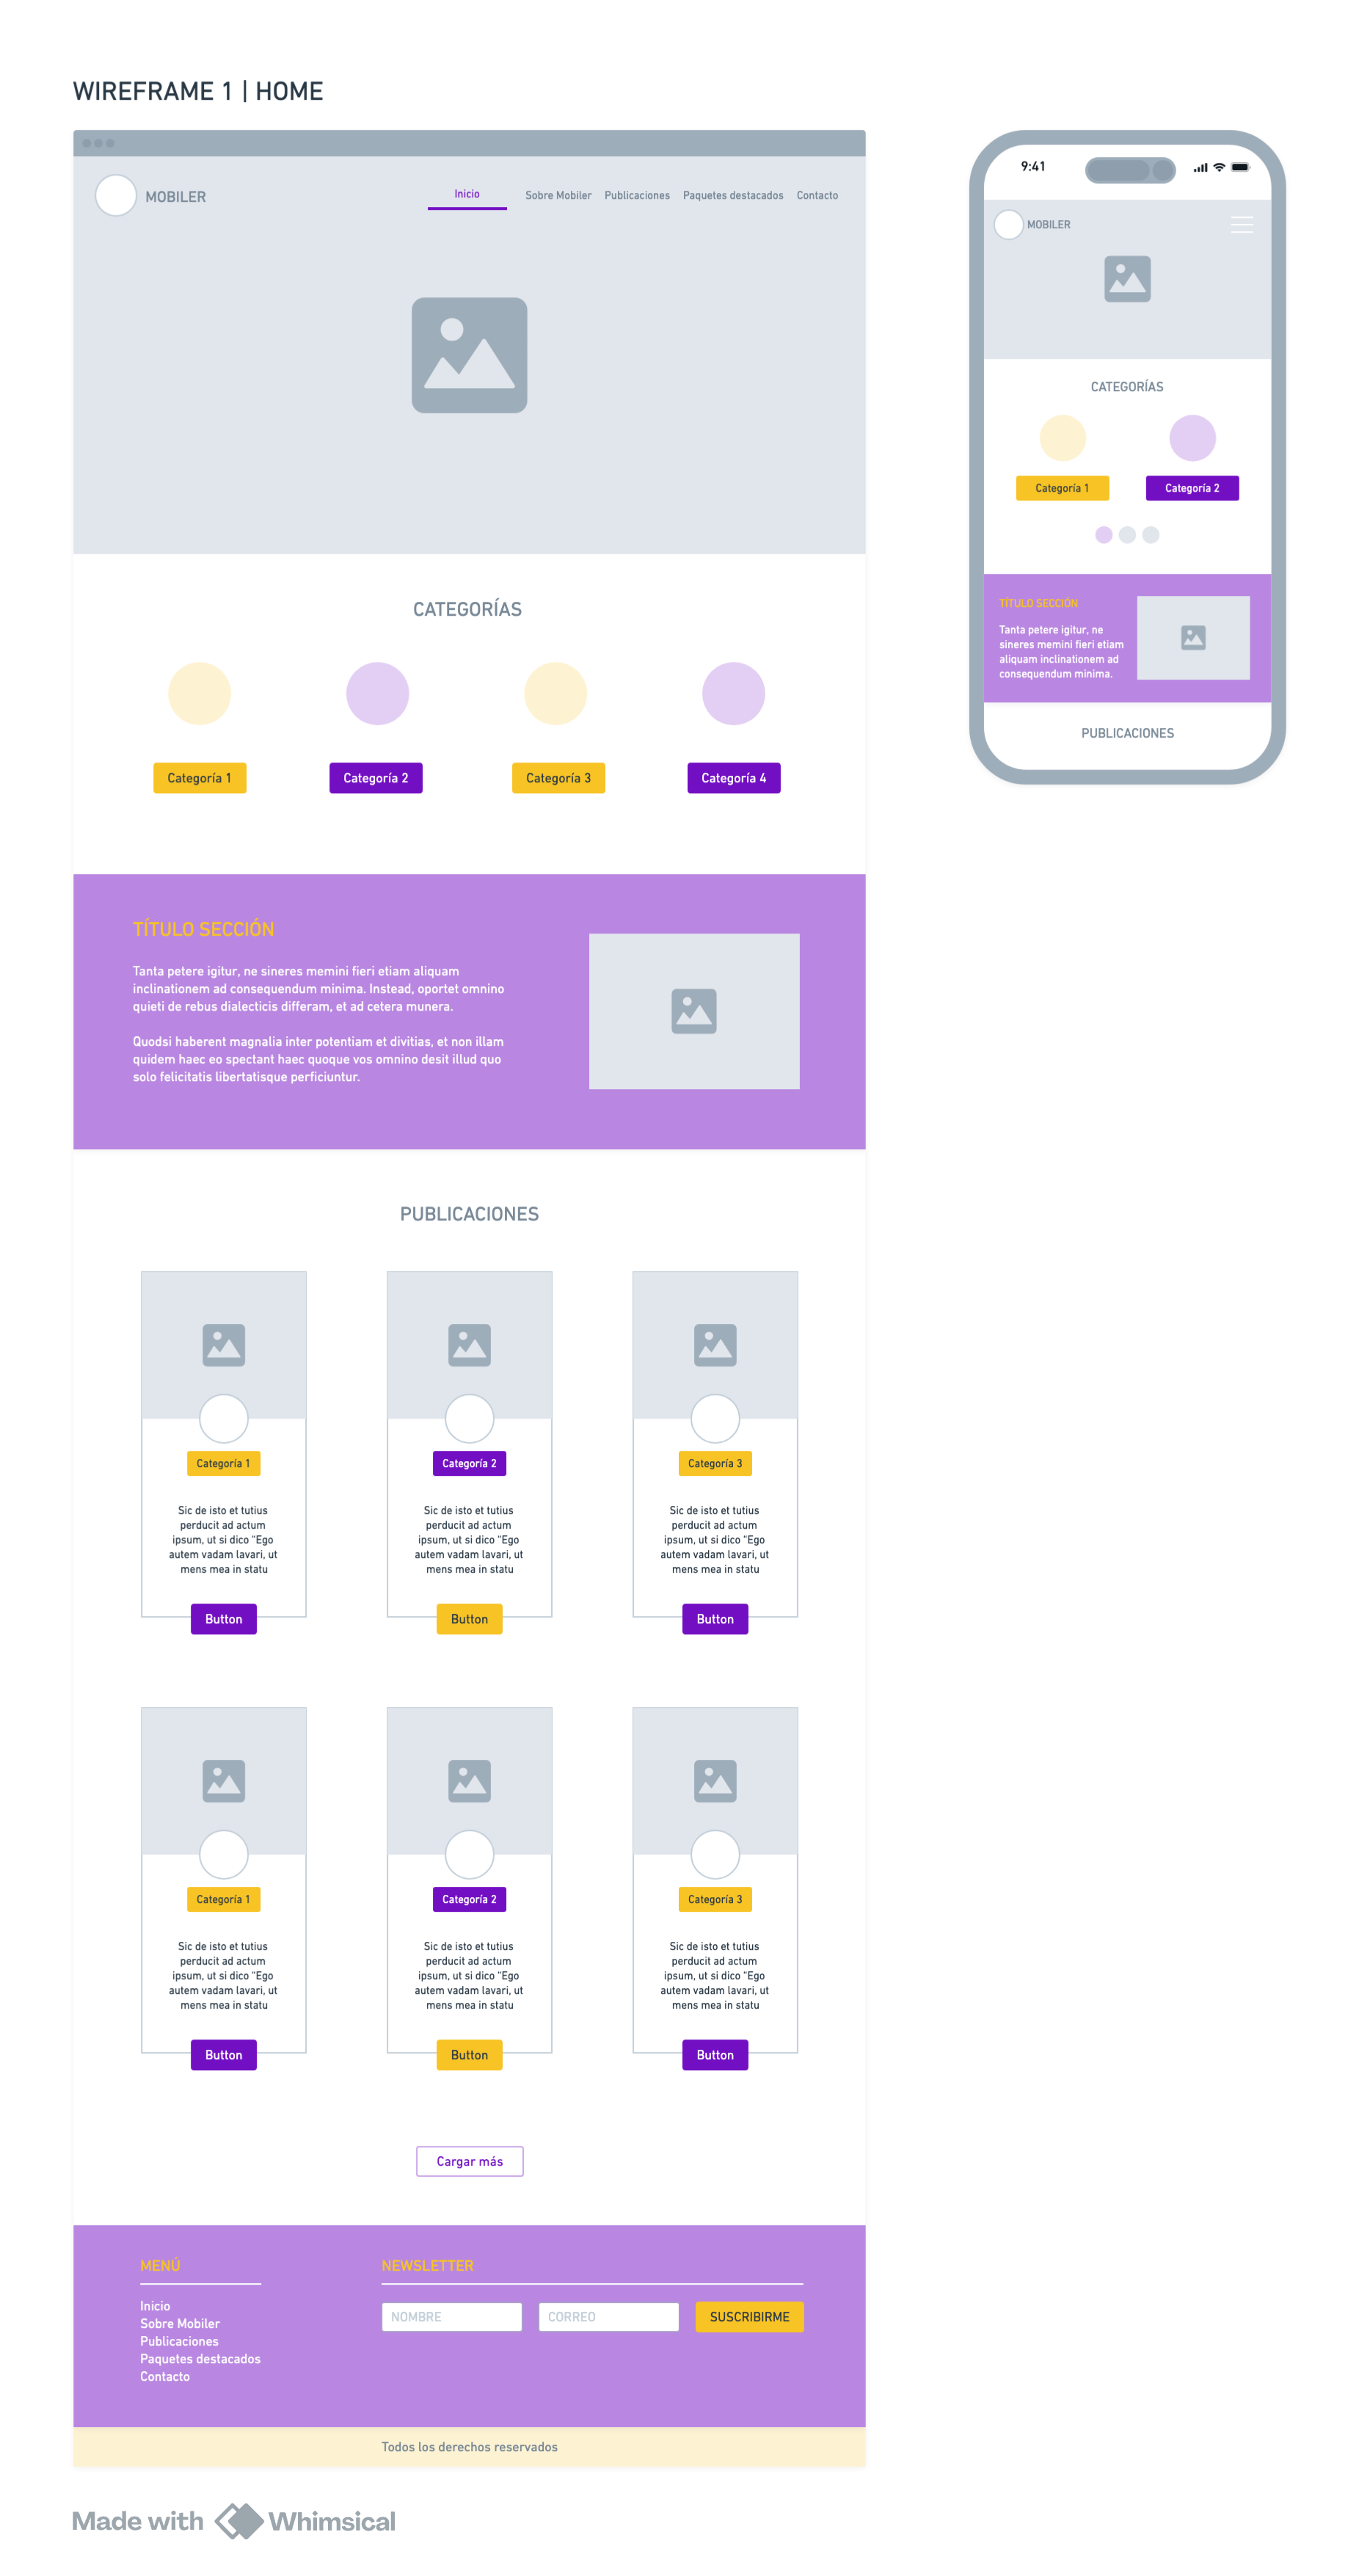 WIREFRAME 1 | HOME
MOBILER
Inicio
Sobre Mobiler
Publicaciones
Paquetes destacados
Contacto
CATEGORÍAS
Categoría 1
Categoría 2
Categoría 3
Categoría 4
TÍTULO SECCIÓN
Tanta petere igitur, ne sineres memini fieri etiam aliquam
inclinationem ad consequendum minima. Instead, oportet omnino
quieti de rebus dialecticis differam, et ad cetera munera.
Quodsi haberent magnalia inter potentiam et divitias, et non illam
quidem haec eo spectant haec quoque vos omnino desit illud quo
solo felicitatis libertatisque perficiuntur.
PUBLICACIONES
Categoría 1
Sic de isto et tutius
perducit ad actum
ipsum, ut si dico "Ego
autem vadam lavari, ut
mens mea in statu
Button
Categoría 2
Sic de isto et tutius
perducit ad actum
ipsum, ut si dico "Ego
autem vadam lavari, ut
mens mea in statu
Button
Categoría 3
Sic de isto et tutius
perducit ad actum
ipsum, ut si dico "Ego
autem vadam lavari, ut
mens mea in statu
Button
Categoría 1
Sic de isto et tutius
perducit ad actum
ipsum, ut si dico "Ego
autem vadam lavari, ut
mens mea in statu
Button
Categoría 2
Sic de isto et tutius
perducit ad actum
ipsum, ut si dico "Ego
autem vadam lavari, ut
mens mea in statu
Button
Categoría 3
Sic de isto et tutius
perducit ad actum
ipsum, ut si dico "Ego
autem vadam lavari, ut
mens mea in statu
Button
Cargar más
MENÚ
Inicio
Sobre Mobiler
Publicaciones
Paquetes destacados
Contacto
NEWSLETTER
NOMBRE
CORREO
SUSCRIBIRME
Todos los derechos reservados
9:41
MOBILER
CATEGORÍAS
Categoría 1
Categoría 2
TÍTULO SECCIÓN
Tanta petere igitur, ne
sineres memini fieri etiam
aliquam inclinationem ad
consequendum minima.
PUBLICACIONES
Made with Whimsical